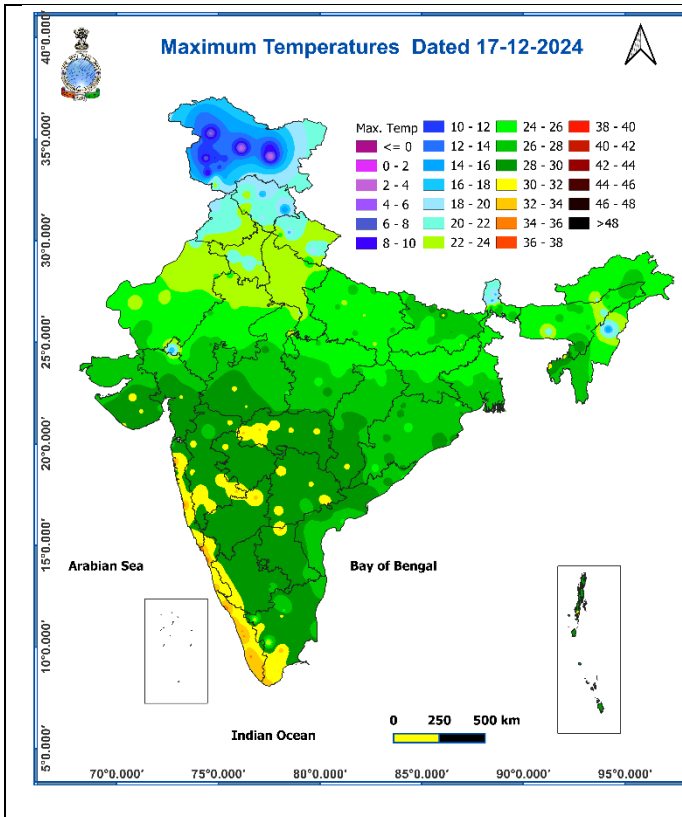 Maximum Temperatures Dated 17-12-2024
Max. Temp
<= 0
0 - 2
2 - 4
4 - 6
6 - 8
8 - 10
10 - 12
12 - 14
14 - 16
16 - 18
18 - 20
20 - 22
22 - 24
24 - 26
26 - 28
28 - 30
30 - 32
32 - 34
34 - 36
36 - 38
38 - 40
40 - 42
42 - 44
44 - 46
46 - 48
>48
40°0.000'
35°0.000'
30°0.000'
25°0.000'
20°0.000'
15°0.000'
10°0.000'
5°0.000'
Arabian Sea
Bay of Bengal
Indian Ocean
0 250 500 km
70°0.000' 75°0.000' 80°0.000' 85°0.000' 90°0.000' 95°0.000'